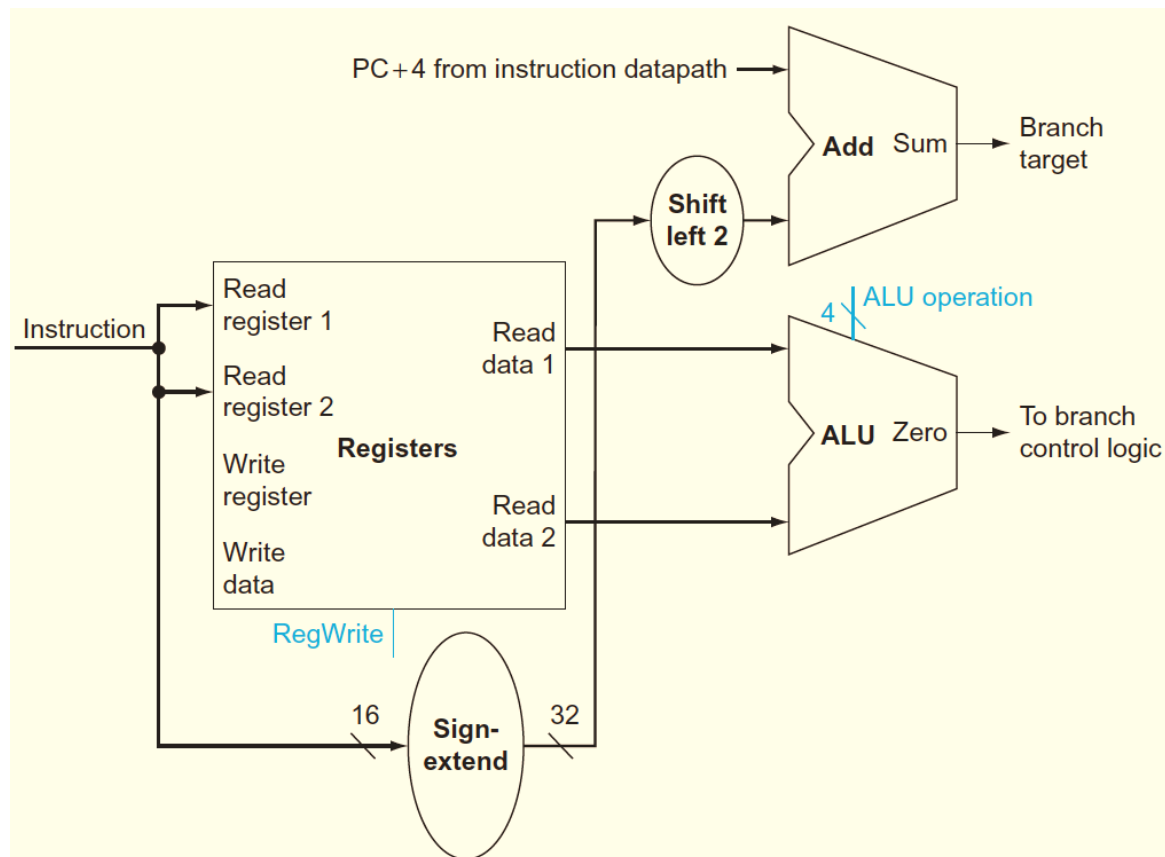 PC+4 from instruction datapath
Add
Sum
Branch
target
Shift
left 2
Instruction
Read
register 1
Read
register 2
Write
register
Write
data
Registers
Read
data 1
Read
data 2
RegWrite
4
ALU operation
ALU
Zero
To branch
control logic
16
Sign-
extend
32